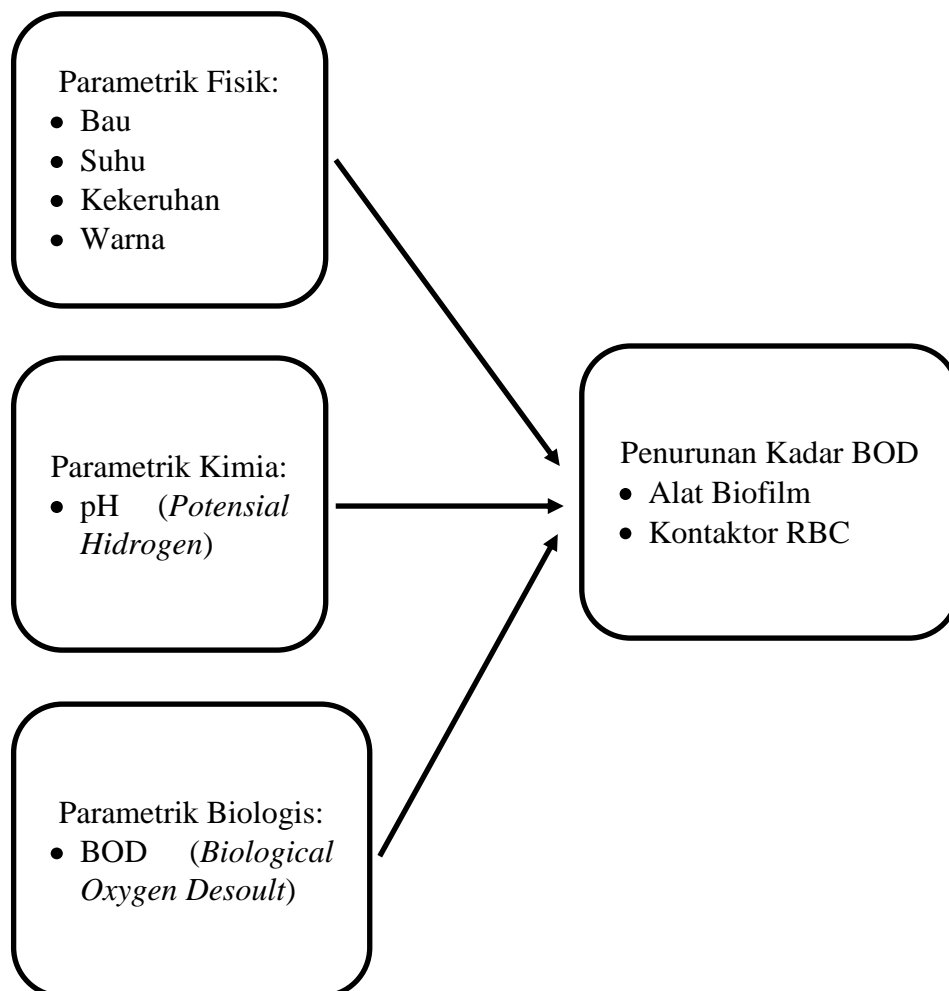 Parametrik Fisik:
• Bau
• Suhu
• Kekeruhan
• Warna
Parametrik Kimia:
• pH (Potensial
Hidrogen)
Parametrik Biologis:
• BOD (Biological
Oxygen Desoult)
Penurunan Kadar BOD
• Alat Biofilm
• Kontaktor RBC